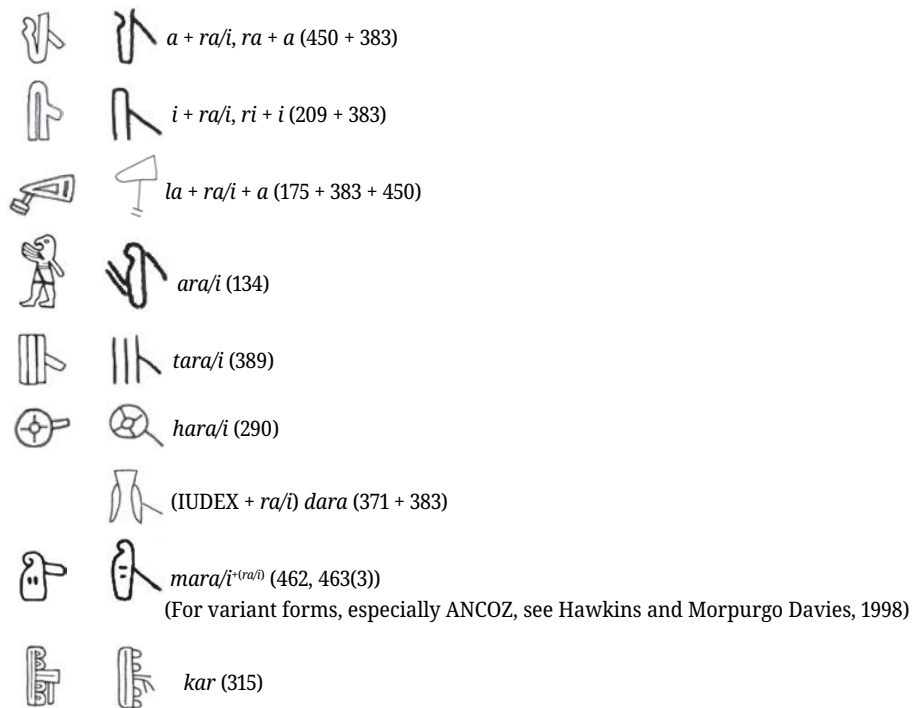 a + ra/i, ra + a (450 + 383)
i + ra/i, ri + i (209 + 383)
la + ra/i + a (175 + 383 + 450)
ara/i (134)
tara/i (389)
hara/i (290)
(IUDEX + ra/i) dara (371 + 383)
mara/i+(ra/i) (462, 463(3))
(For variant forms, especially ANCOZ, see Hawkins and Morpurgo Davies, 1998)
kar (315)